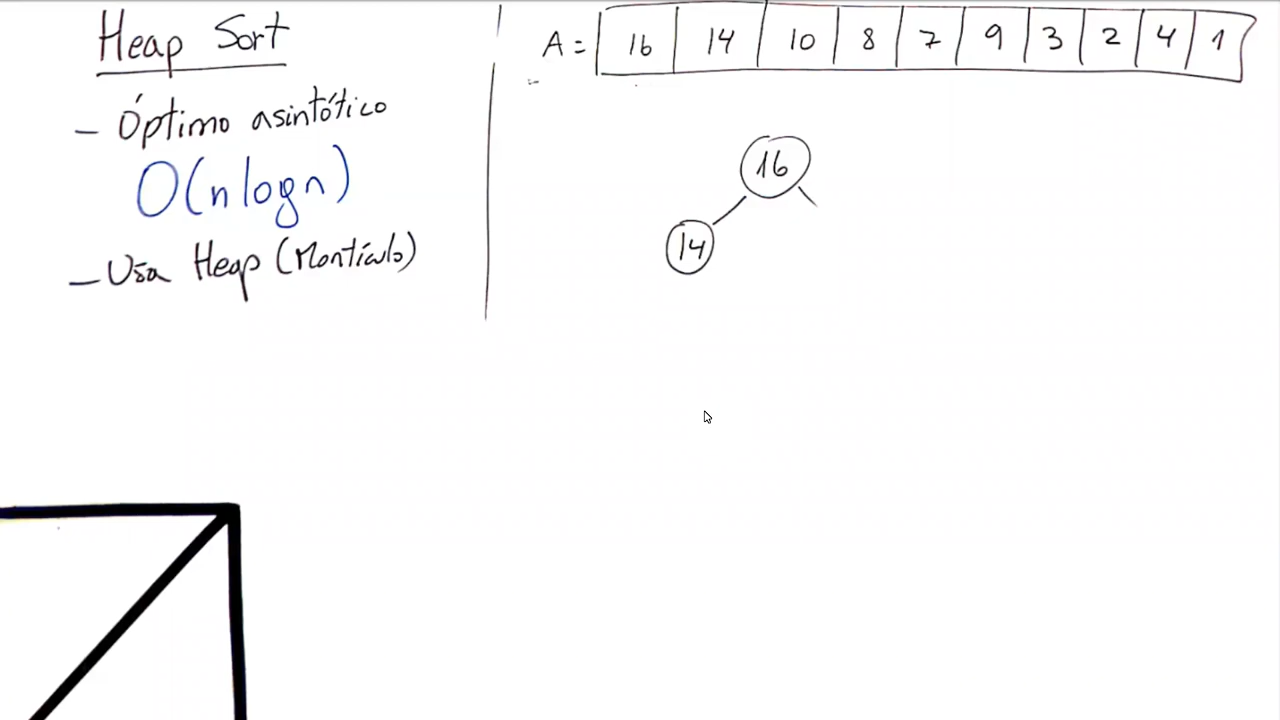 Heap Sort
- Óptimo asintótico
O(n log n)
- Usa Heap (Montículo)
A = 16 14 10 8 7 9 3 2 4 1
16
14